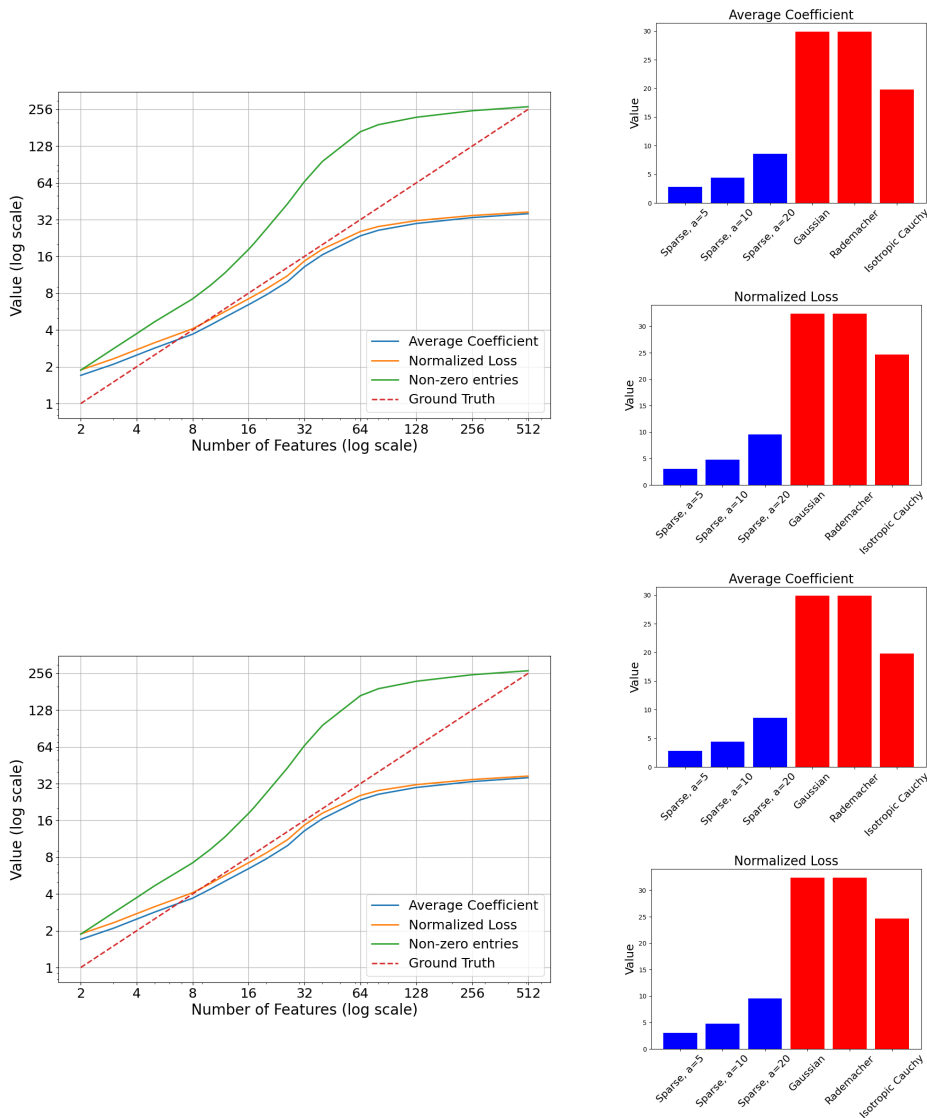 Value (log scale)
256
128
64
32
16
8
4
2
1
Average Coefficient
Normalized Loss
Non-zero entries
Ground Truth
2 4 8 16 32 64 128 256 512
Number of Features (log scale)
Average Coefficient
Value
30
25
20
15
10
5
0
Sparse, a=5
Sparse, a=10
Sparse, a=20
Gaussian
Rademacher
Isotropic Cauchy
Normalized Loss
Value
30
25
20
15
10
5
0
Sparse, a=5
Sparse, a=10
Sparse, a=20
Gaussian
Rademacher
Isotropic Cauchy
Value (log scale)
256
128
64
32
16
8
4
2
1
Average Coefficient
Normalized Loss
Non-zero entries
Ground Truth
2 4 8 16 32 64 128 256 512
Number of Features (log scale)
Average Coefficient
Value
30
25
20
15
10
5
0
Sparse, a=5
Sparse, a=10
Sparse, a=20
Gaussian
Rademacher
Isotropic Cauchy
Normalized Loss
Value
30
25
20
15
10
5
0
Sparse, a=5
Sparse, a=10
Sparse, a=20
Gaussian
Rademacher
Isotropic Cauchy